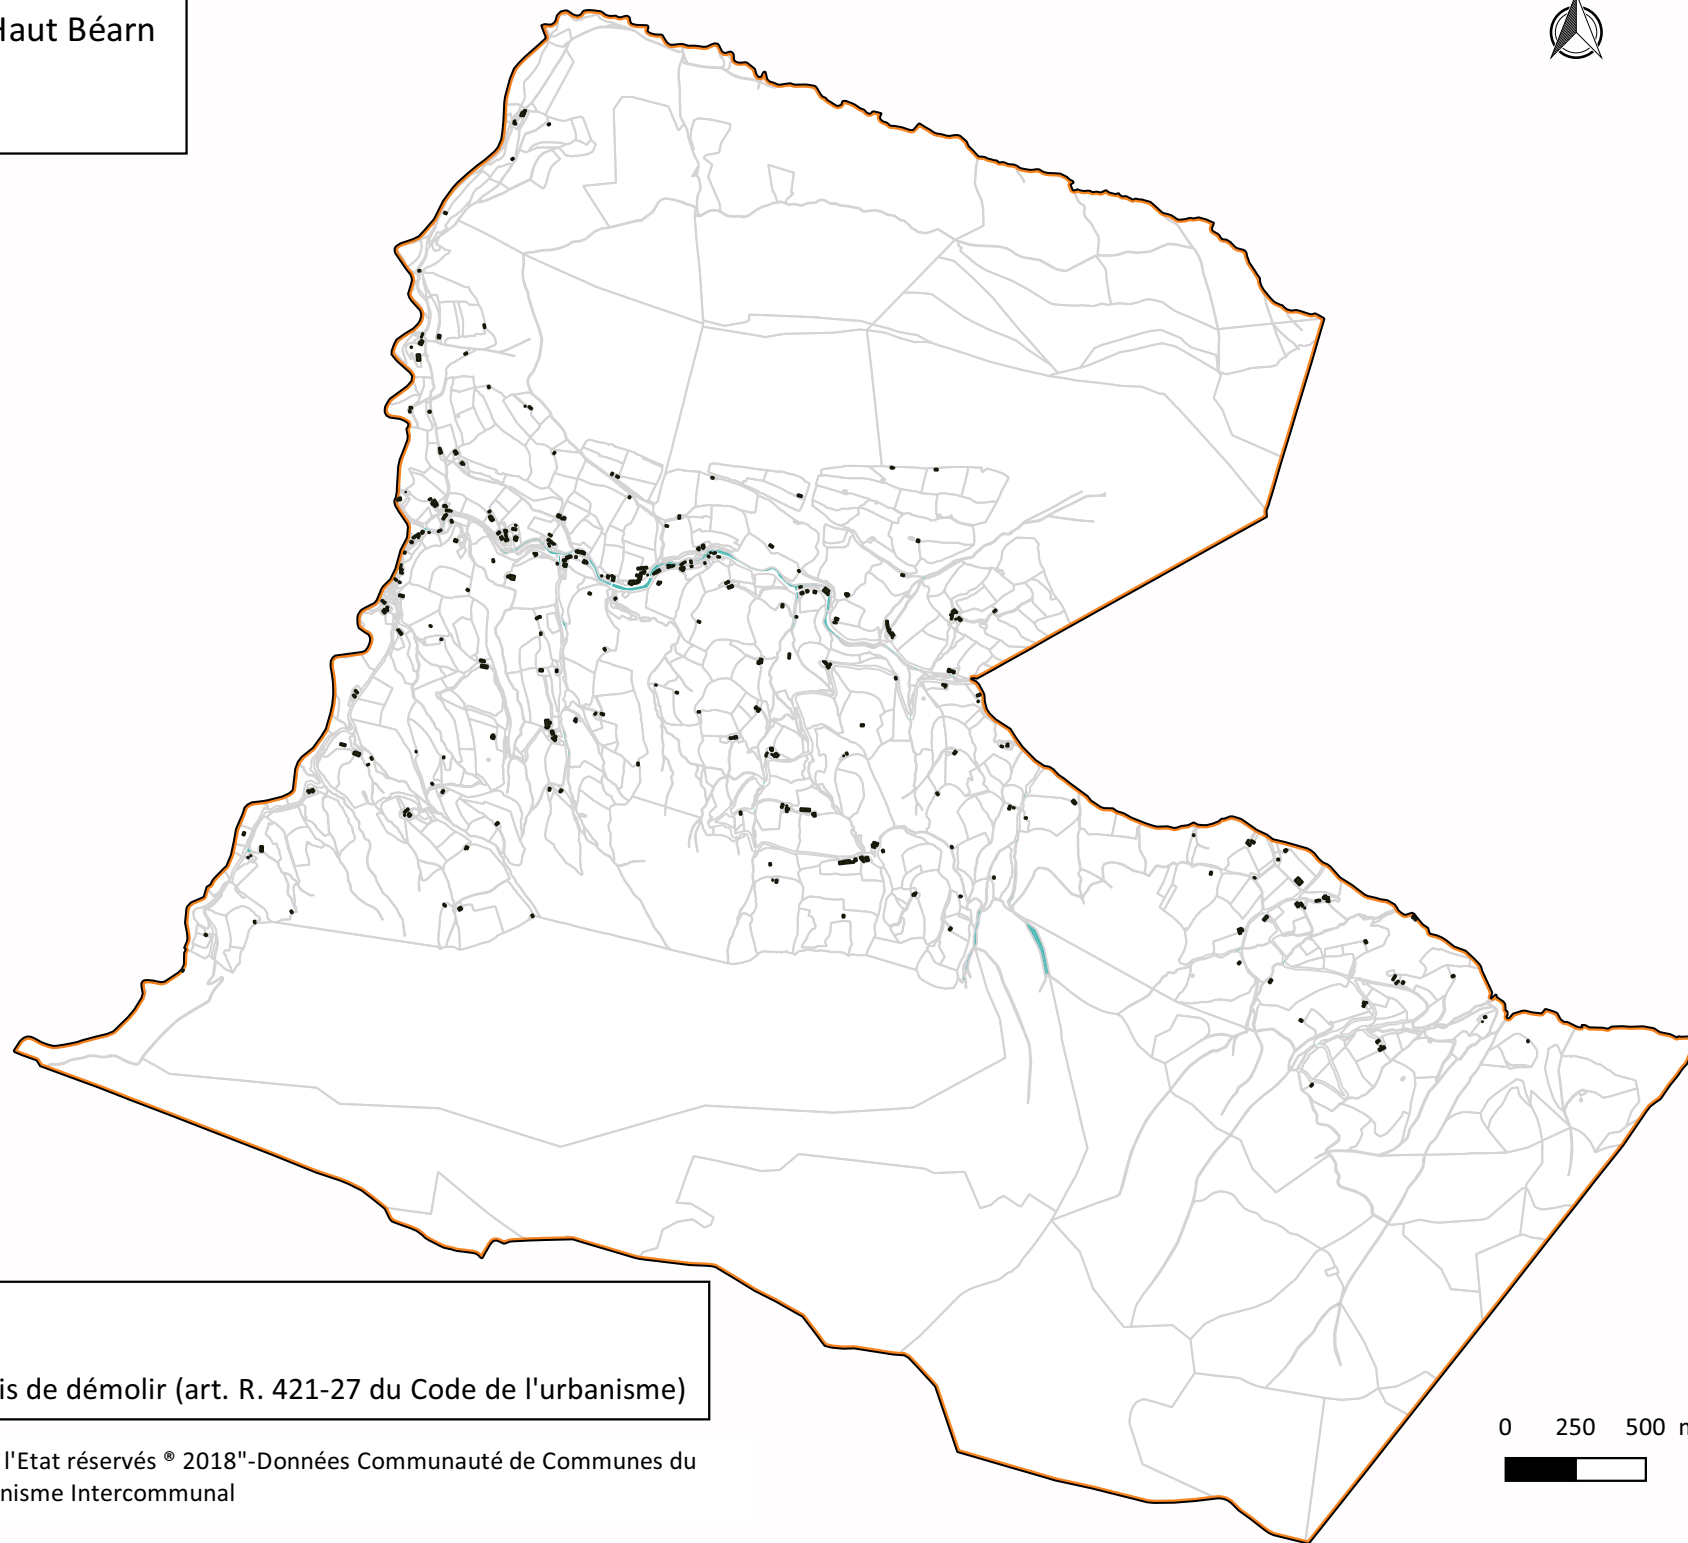 Haut Béarn
is de démolir (art. R. 421-27 du Code de l'urbanisme)
l'Etat réservés ® 2018"-Données Communauté de Communes du
nisme Intercommunal
0 250 500 m